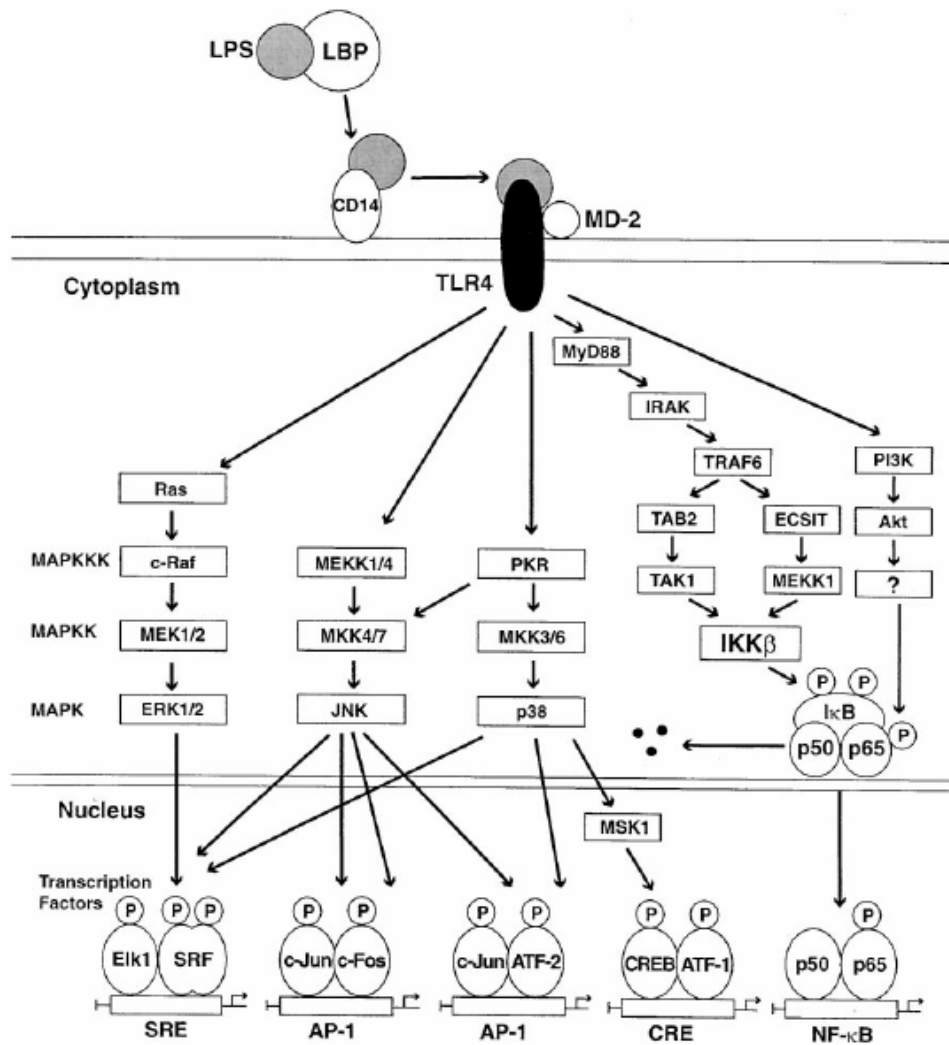 LPS
LBP
CD14
MD-2
TLR4
Cytoplasm
MyD88
IRAK
TRAF6
PI3K
Ras
TAB2
ECSIT
Akt
MAPKKK
c-Raf
MEKK1/4
PKR
TAK1
MEKK1
?
MAPKK
MEK1/2
MKK4/7
MKK3/6
IKKβ
P
P
MAPK
ERK1/2
JNK
p38
IκB
P
p50
p65
Nucleus
MSK1
Transcription
Factors
P
P
P
P
P
P
P
P
P
P
Elk1
SRF
c-Jun
c-Fos
c-Jun
ATF-2
CREB
ATF-1
p50
p65
SRE
AP-1
AP-1
CRE
NF-κB